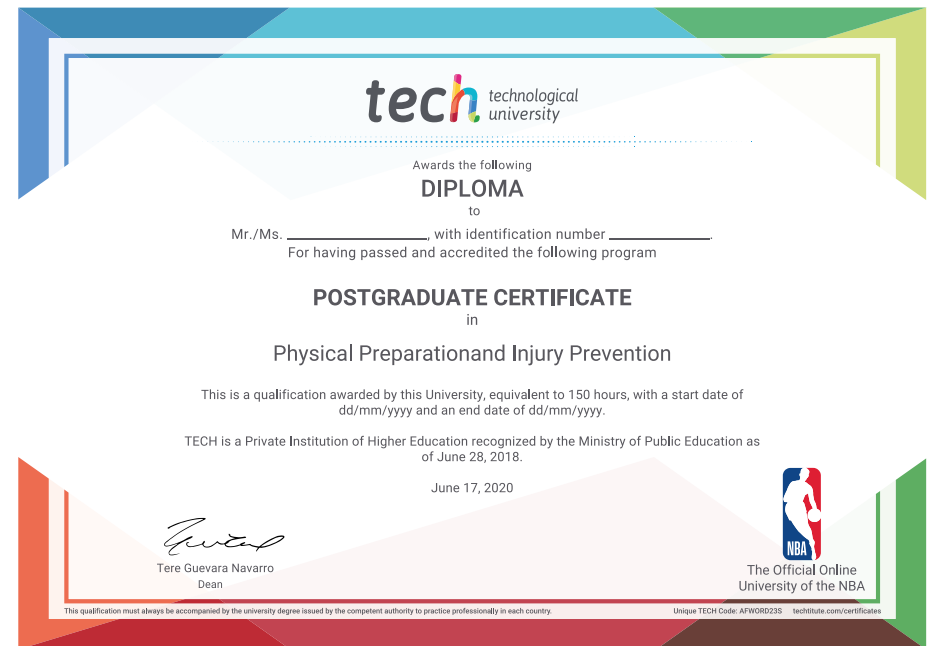 tech technological
university
Awards the following
DIPLOMA
to
Mr./Ms. ____________, with identification number ____________.
For having passed and accredited the following program
POSTGRADUATE CERTIFICATE
in
Physical Preparationand Injury Prevention
This is a qualification awarded by this University, equivalent to 150 hours, with a start date of
dd/mm/yyyy and an end date of dd/mm/yyyy.
TECH is a Private Institution of Higher Education recognized by the Ministry of Public Education as
of June 28, 2018.
June 17, 2020
Tere Guevara Navarro
Dean
NBA
The Official Online
University of the NBA
This qualification must always be accompanied by the university degree issued by the competent authority to practice professionally in each country.
Unique TECH Code: AFWORD23S techtitute.com/certificates